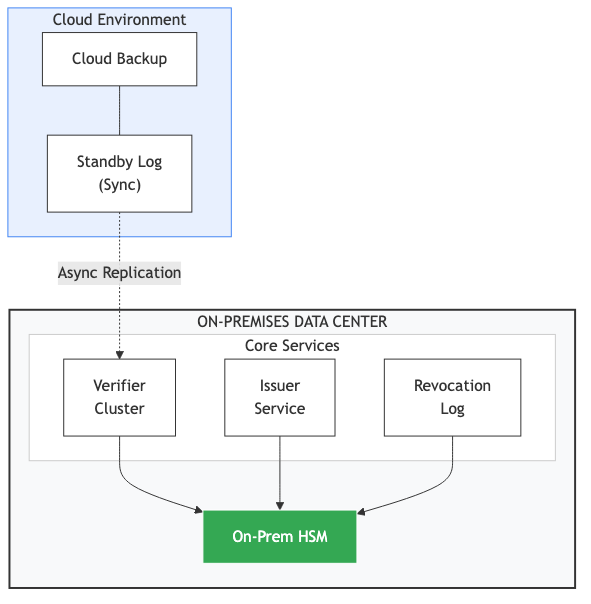 Cloud Environment
Cloud Backup
Standby Log
(Sync)
Async Replication
ON-PREMISES DATA CENTER
Core Services
Verifier
Cluster
Issuer
Service
Revocation
Log
On-Prem HSM